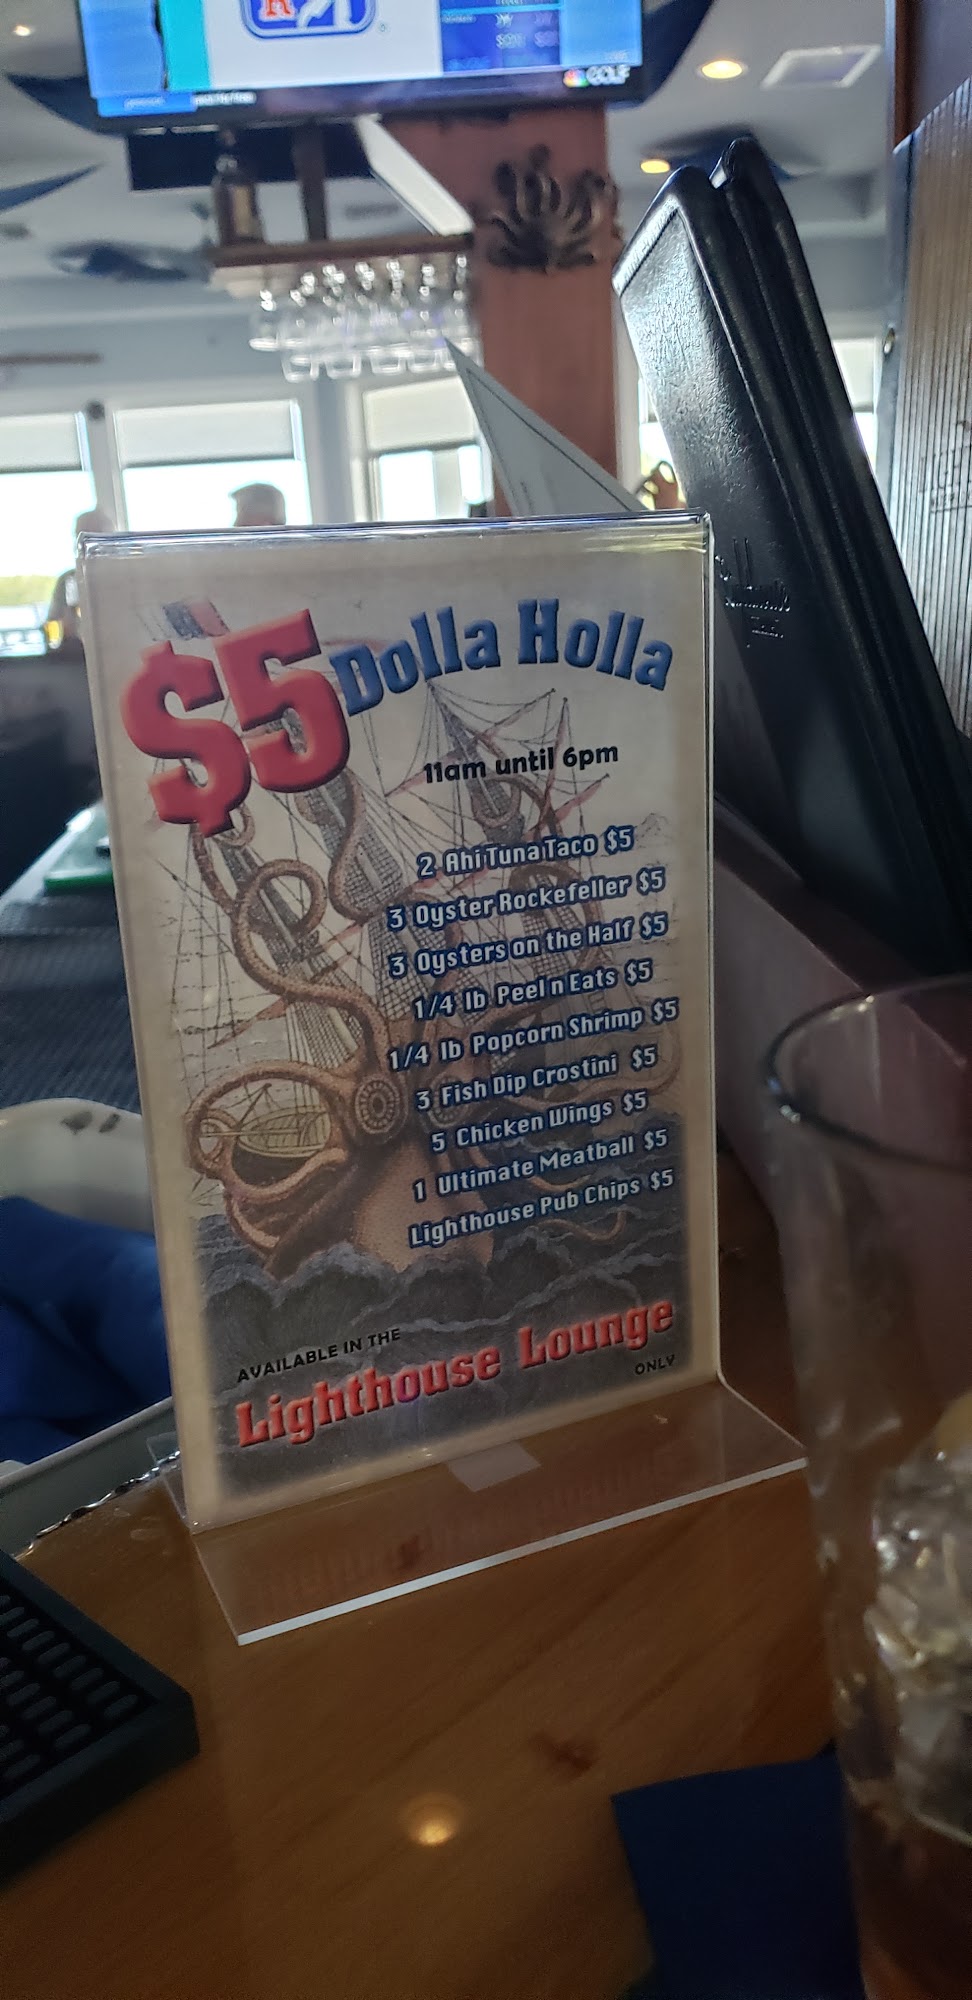 GOLF
$5 Dolla Holla
11am until 6pm
2 Ahi Tuna Taco $5
3 Oyster Rockefeller $5
3 Oysters on the Half $5
1/4 lb Peel n Eats $5
1/4 lb Popcorn Shrimp $5
3 Fish Dip Crostini $5
5 Chicken Wings $5
1 Ultimate Meatball $5
Lighthouse Pub Chips $5
AVAILABLE IN THE
Lighthouse Lounge
ONLY